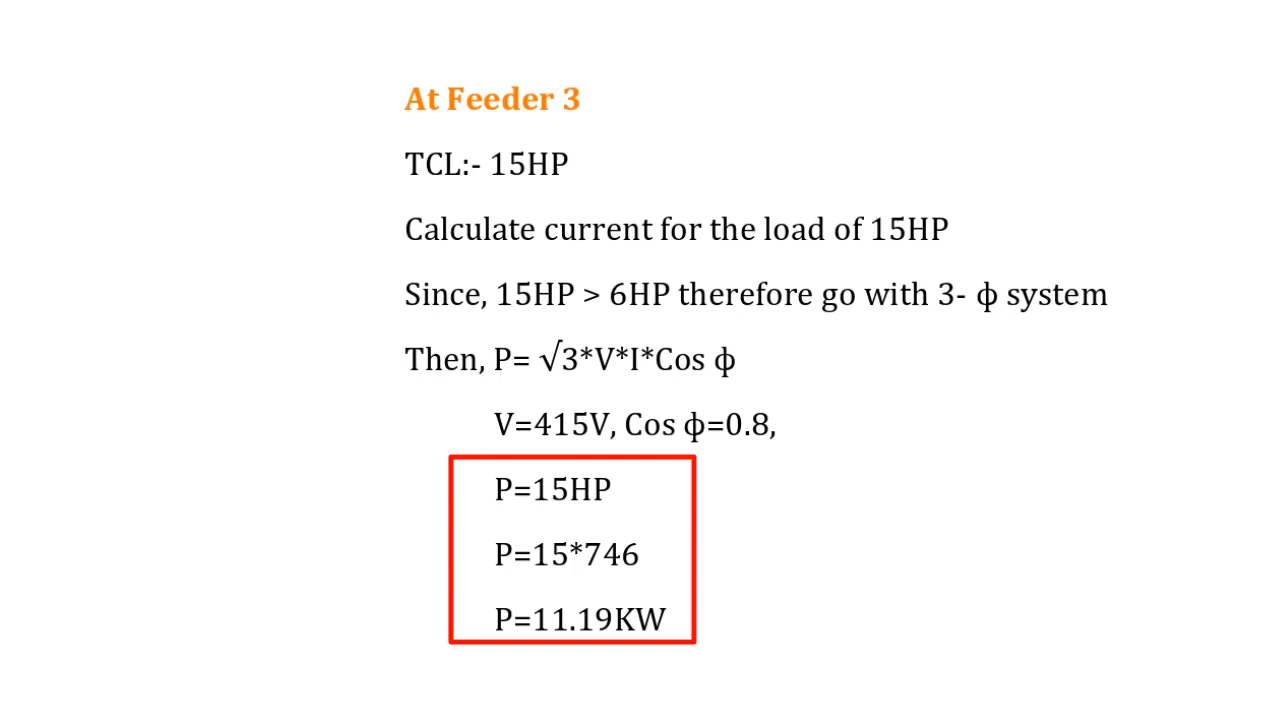 At Feeder 3
TCL:- 15HP
Calculate current for the load of 15HP
Since, 15HP > 6HP therefore go with 3- ф system
Then, P= √3*V*I*Cos ф
V=415V, Cos ф=0.8,
P=15HP
P=15*746
P=11.19KW